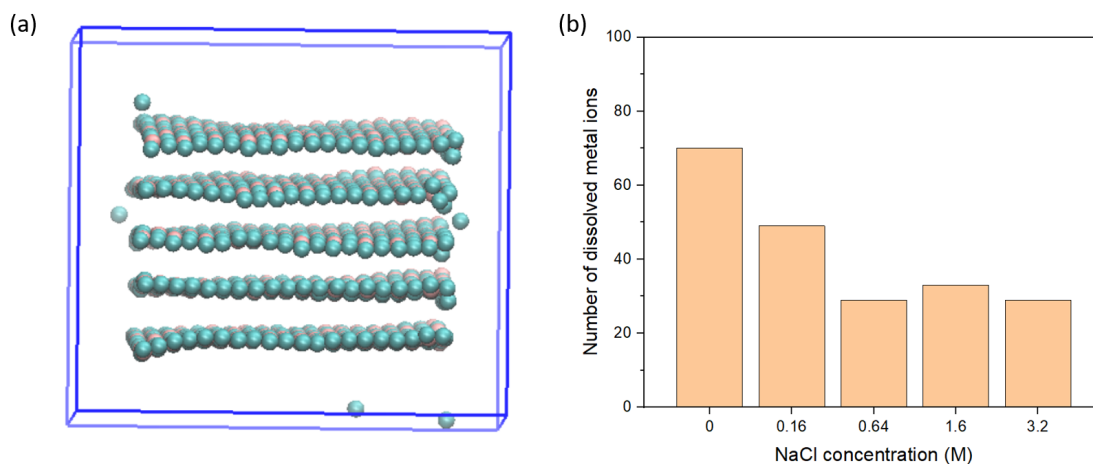 (a)
(b)
Number of dissolved metal ions
100
80
60
40
20
0
0 0.16 0.64 1.6 3.2
NaCl concentration (M)